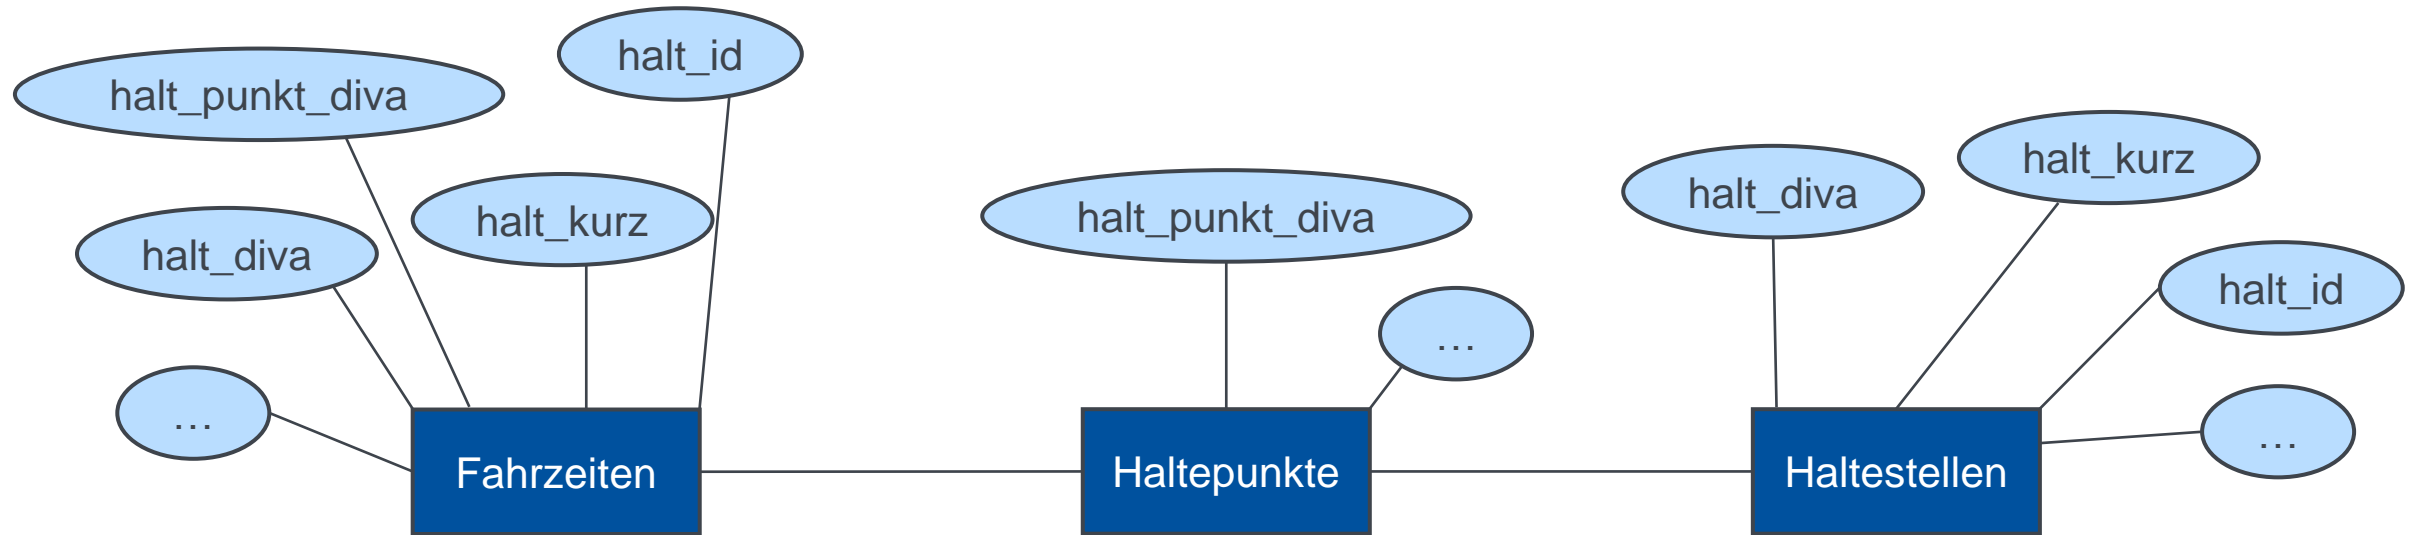 halt_id
halt_punkt_diva
halt_kurz
halt_diva
…
Fahrzeiten
halt_punkt_diva
…
Haltepunkte
halt_kurz
halt_diva
halt_id
…
Haltestellen